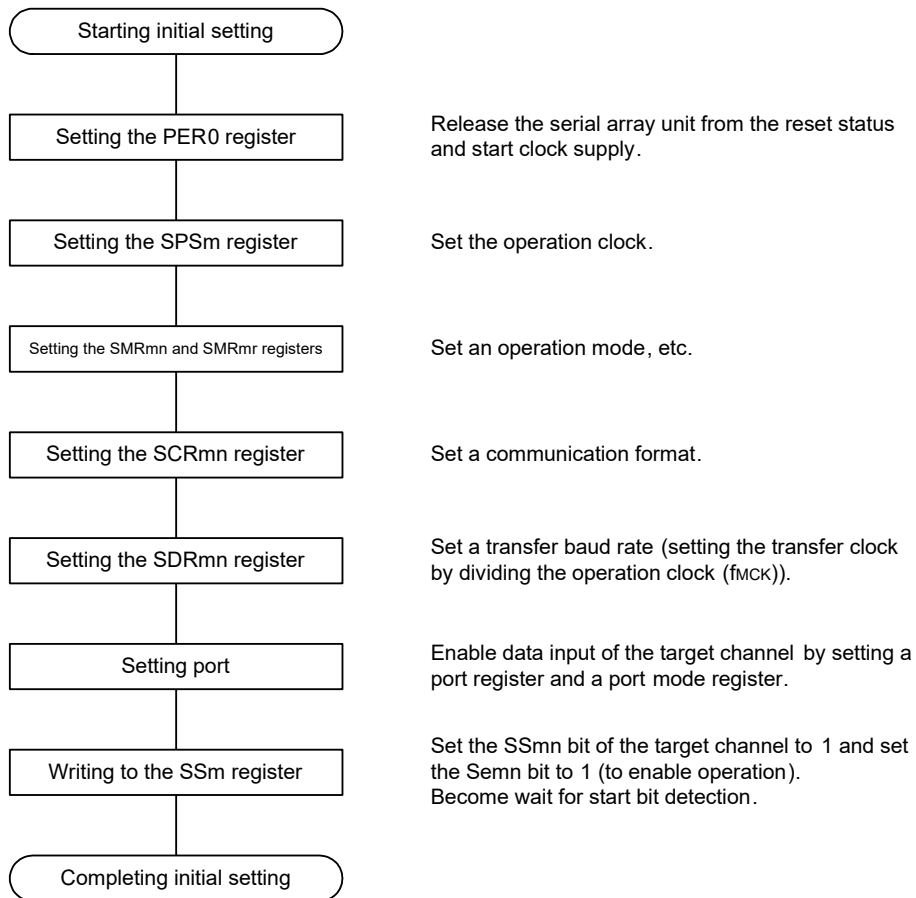 Starting initial setting
Setting the PER0 register
Release the serial array unit from the reset status
and start clock supply.
Setting the SPSm register
Set the operation clock.
Setting the SMRmn and SMRmr registers
Set an operation mode, etc.
Setting the SCRmn register
Set a communication format.
Setting the SDRmn register
Set a transfer baud rate (setting the transfer clock
by dividing the operation clock (fMCK)).
Setting port
Enable data input of the target channel by setting a
port register and a port mode register.
Writing to the SSm register
Set the SSmn bit of the target channel to 1 and set
the Semn bit to 1 (to enable operation).
Become wait for start bit detection.
Completing initial setting